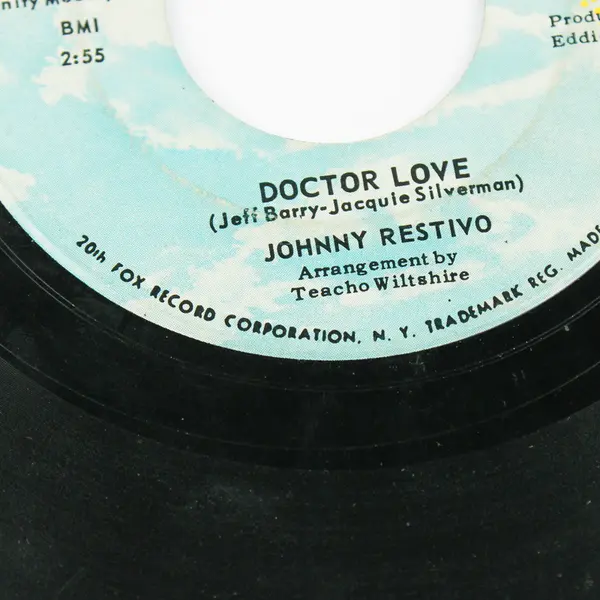 BMI
2:55
DOCTOR LOVE
(Jeff Barry-Jacquie Silverman)
JOHNNY RESTIVO
Arrangement by
Teacho Wiltshire
20th FOX RECORD CORPORATION, N. Y. TRADEMARK REG. MADE